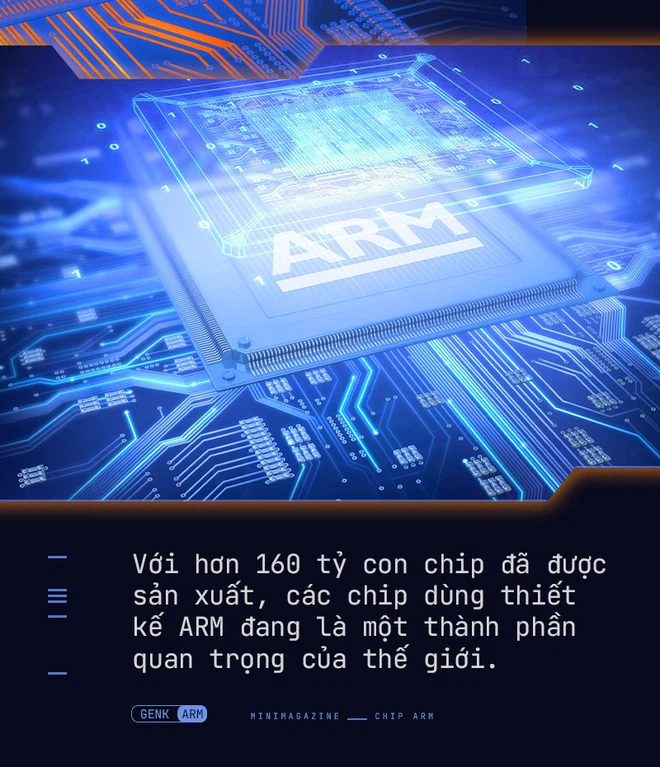 ARM
Với hơn 160 tỷ con chip đã được
sản xuất, các chip dùng thiết
kế ARM đang là một thành phần
quan trọng của thế giới.
GENK ARM
MINIMAGAZINE CHIP ARM